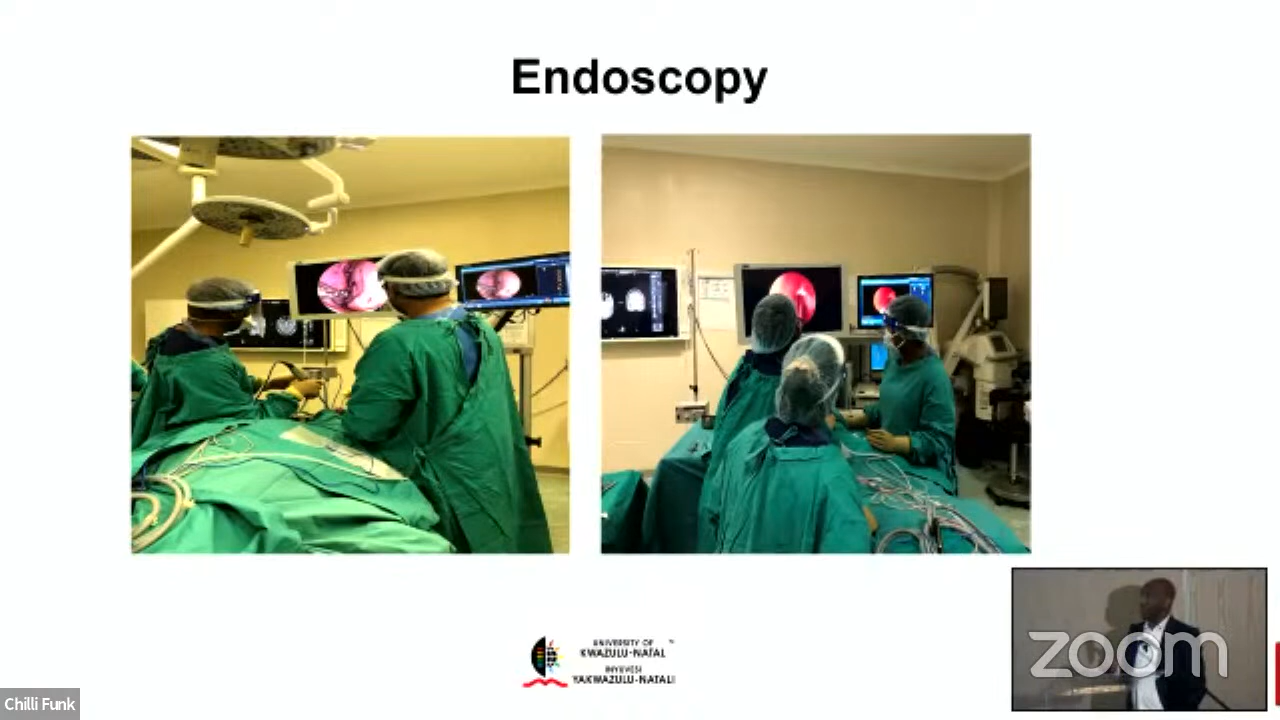 Endoscopy
UNIVERSITY OF
KWAZULU-NATAL
INYUVESI
YAKWAZULU-NATALI
zoom
Chilli Funk